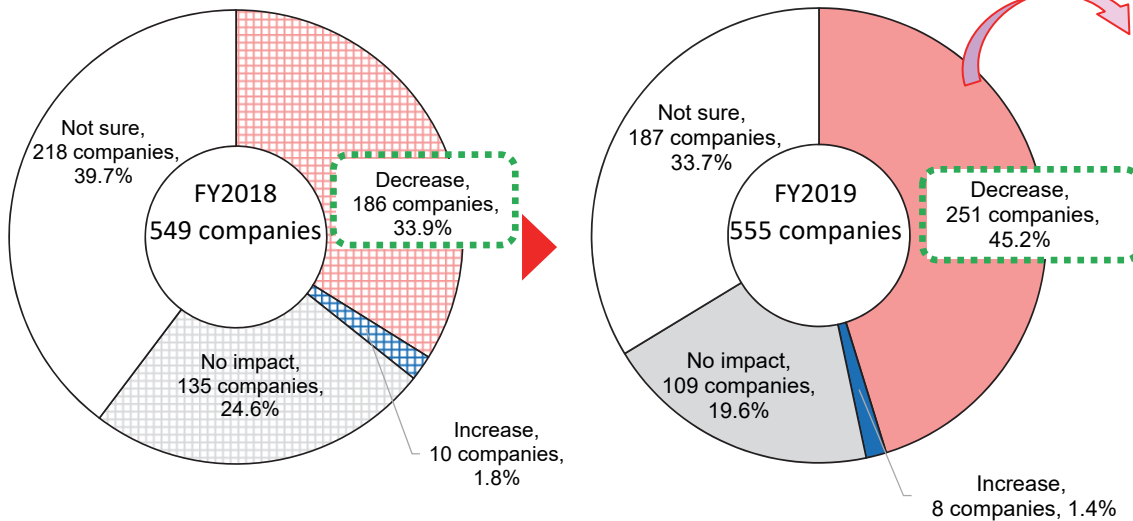 Not sure,
218 companies,
39.7%
FY2018
549 companies
Decrease,
186 companies,
33.9%
No impact,
135 companies,
24.6%
Increase,
10 companies,
1.8%
Not sure,
187 companies,
33.7%
FY2019
555 companies
Decrease,
251 companies,
45.2%
No impact,
109 companies,
19.6%
Increase,
8 companies, 1.4%